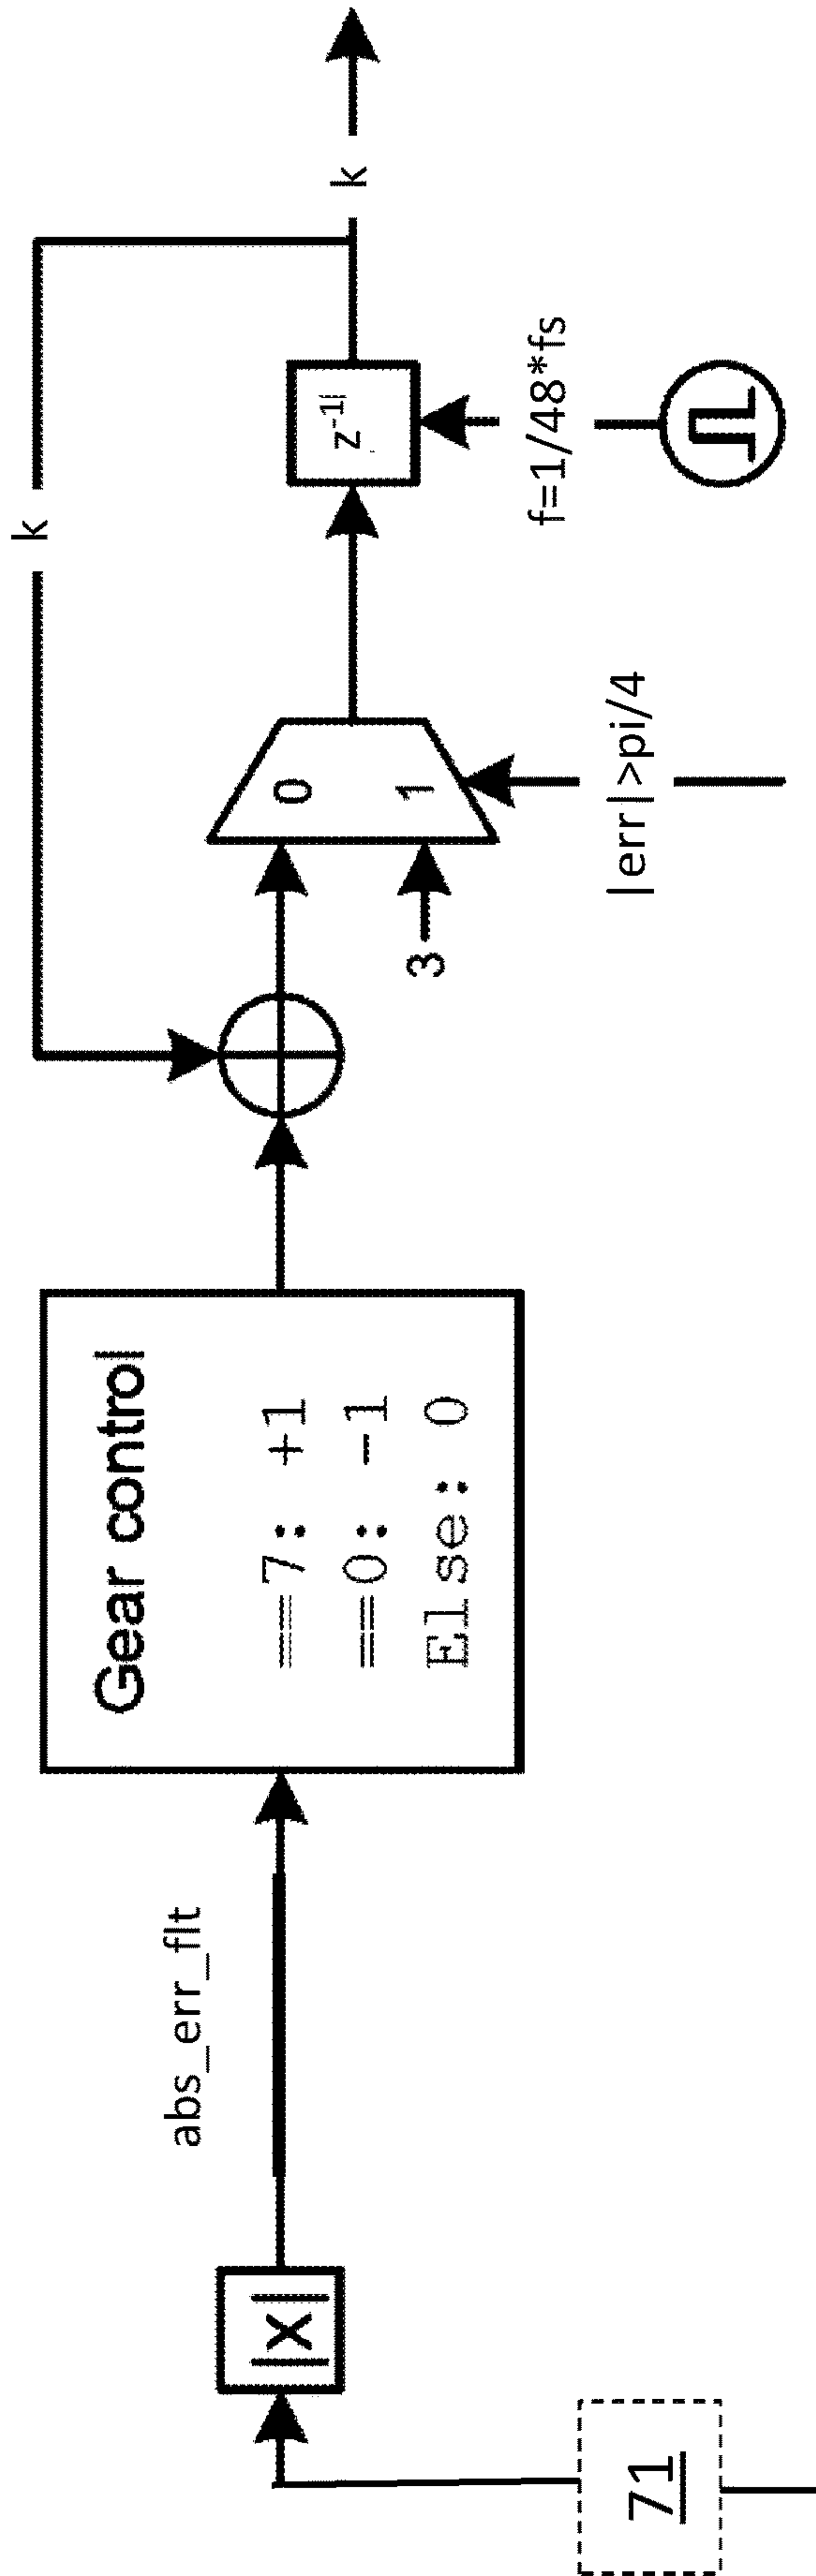 k
Gear control
==7: +1
==0: -1
Else: 0
abs_err_flt
|x|
71
0
1
3
|err|>pi/4
z-1
f=1/48*fs
k